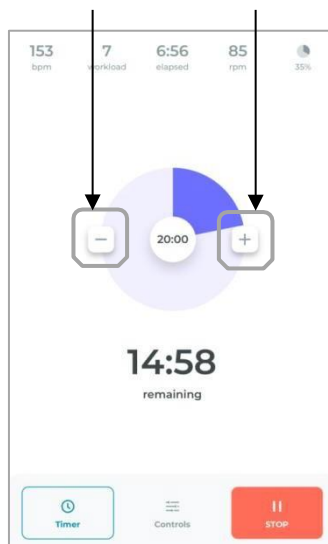 153 7 6:56 85
bpm workload elapsed rpm 35%
− 20:00 +
14:58
remaining
Timer Controls STOP